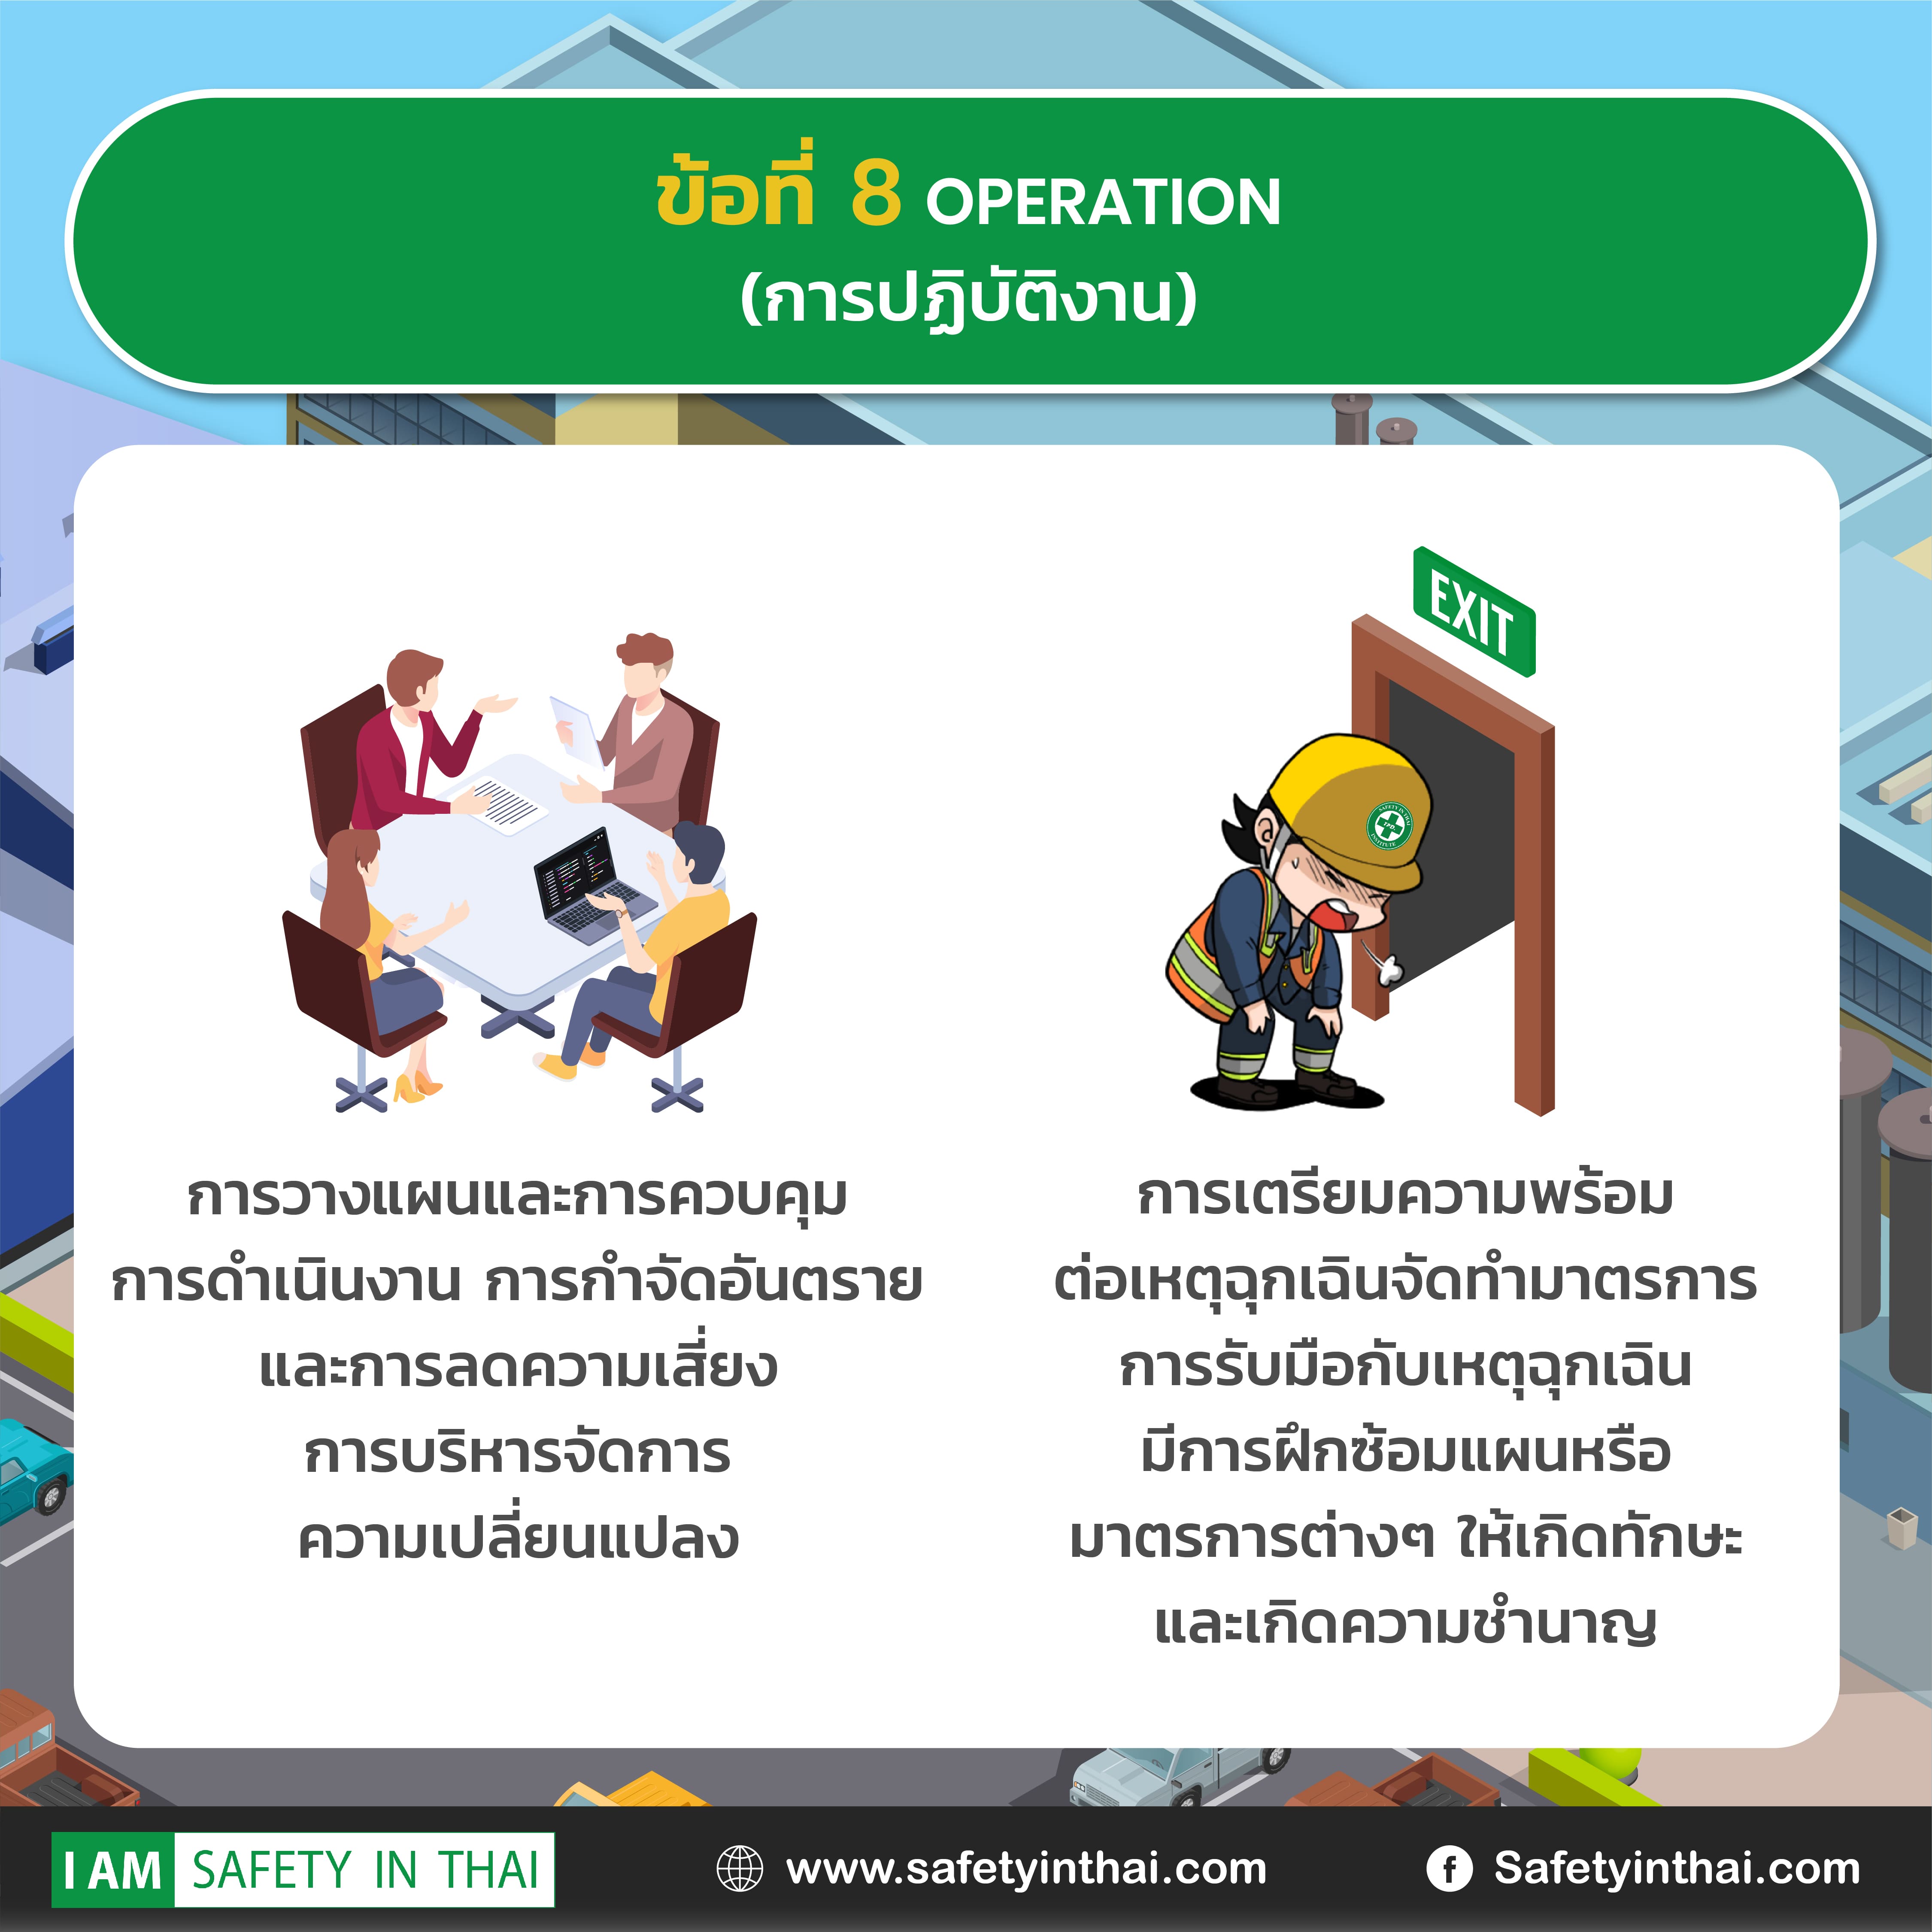 ข้อที่ 8 OPERATION
(การปฏิบัติงาน)
EXIT
SAFETY IN THAI
TPD.
INSTITUTE
การวางแผนและการควบคุม
การดำเนินงาน การกำจัดอันตราย
และการลดความเสี่ยง
การบริหารจัดการ
ความเปลี่ยนแปลง
การเตรียมความพร้อม
ต่อเหตุฉุกเฉินจัดทำมาตรการ
การรับมือกับเหตุฉุกเฉิน
มีการฝึกซ้อมแผนหรือ
มาตรการต่างๆ ให้เกิดทักษะ
และเกิดความชำนาญ
I AM SAFETY IN THAI
www.safetyinthai.com
Safetyinthai.com